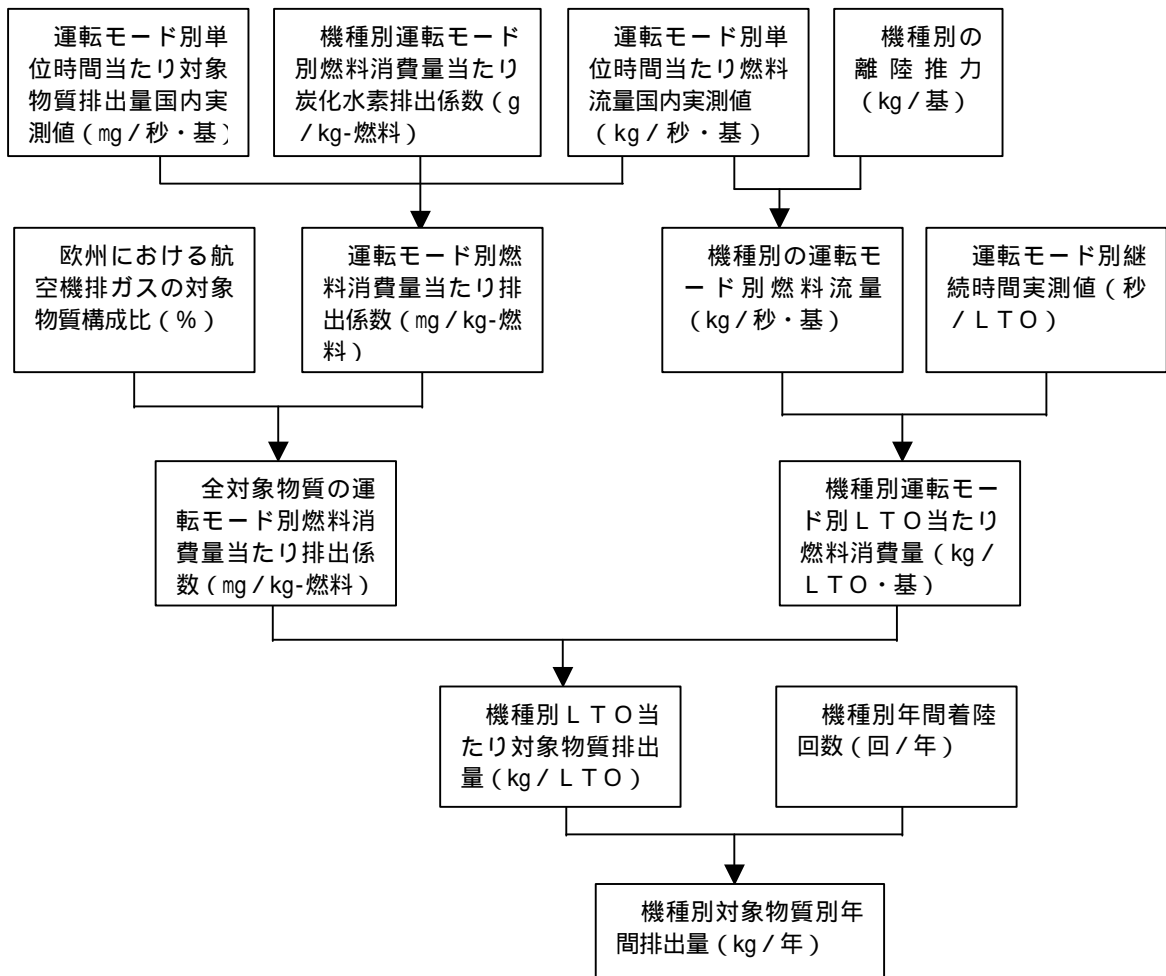 運転モード別単
位時間当たり対象
物質排出量国内実
測値（mg／秒・基）
機種別運転モード
別燃料消費量当たり
炭化水素排出係数（g
／kg-燃料）
運転モード別単
位時間当たり燃料
流量国内実測値
（kg／秒・基）
機種別の
離陸推力
（kg／基）
欧州における航
空機排ガスの対象
物質構成比（％）
運転モード別燃
料消費量当たり排
出係数（mg／kg-燃
料）
機種別の運転モ
ード別燃料流量
（kg／秒・基）
運転モード別継
続時間実測値（秒
／ＬＴＯ）
全対象物質の運
転モード別燃料消
費量当たり排出係
数（mg／kg-燃料）
機種別運転モー
ド別ＬＴＯ当たり
燃料消費量（kg／
ＬＴＯ・基）
機種別ＬＴＯ当
たり対象物質排出
量（kg／ＬＴＯ）
機種別年間着陸
回数（回／年）
機種別対象物質別年
間排出量（kg／年）